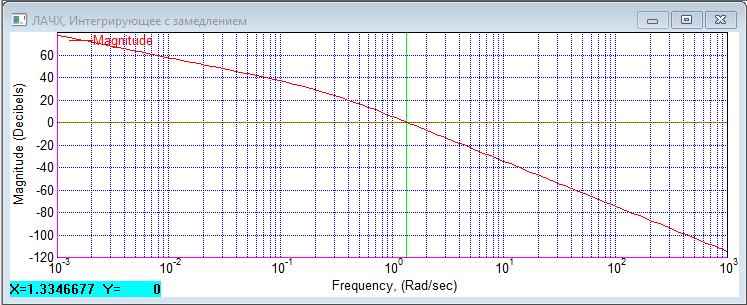 ЛАЧХ, Интегрирующее с замедлением
Magnitude
Magnitude (Decibels)
60
40
20
0
-20
-40
-60
-80
-100
-120
10^-3 10^-2 10^-1 10^0 10^1 10^2 10^3
Frequency, (Rad/sec)
X=1.3346677 Y= 0